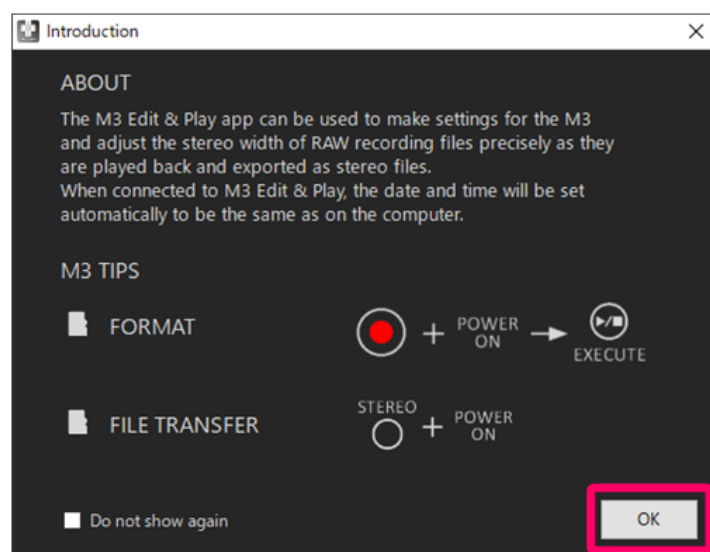 Introduction
ABOUT
The M3 Edit & Play app can be used to make settings for the M3
and adjust the stereo width of RAW recording files precisely as they
are played back and exported as stereo files.
When connected to M3 Edit & Play, the date and time will be set
automatically to be the same as on the computer.
M3 TIPS
FORMAT + POWER ON EXECUTE
FILE TRANSFER STEREO + POWER ON
Do not show again
OK